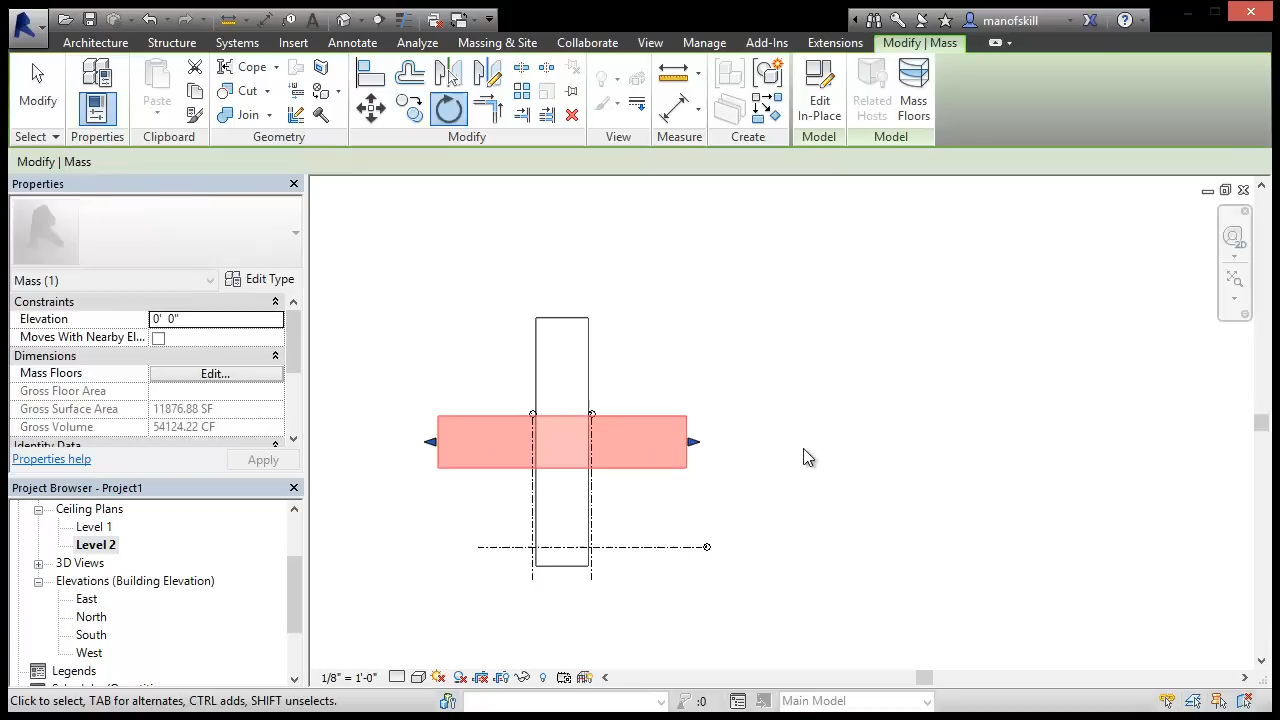 manofskill
Architecture Structure Systems Insert Annotate Analyze Massing & Site Collaborate View Manage Add-Ins Extensions Modify | Mass
Modify
Paste
Cope
Cut
Join
Edit
In-Place
Related
Hosts
Mass
Floors
Select Properties Clipboard Geometry Modify View Measure Create Model Model
Modify | Mass
Properties
Mass (1)
Edit Type
Constraints
Elevation 0' 0"
Moves With Nearby El...
Dimensions
Mass Floors Edit...
Gross Floor Area
Gross Surface Area 11876.88 SF
Gross Volume 54124.22 CF
Identity Data
Properties help Apply
Project Browser - Project1
Ceiling Plans
Level 1
Level 2
3D Views
Elevations (Building Elevation)
East
North
South
West
Legends
1/8" = 1'-0"
2D
Click to select, TAB for alternates, CTRL adds, SHIFT unselects.
:0
Main Model